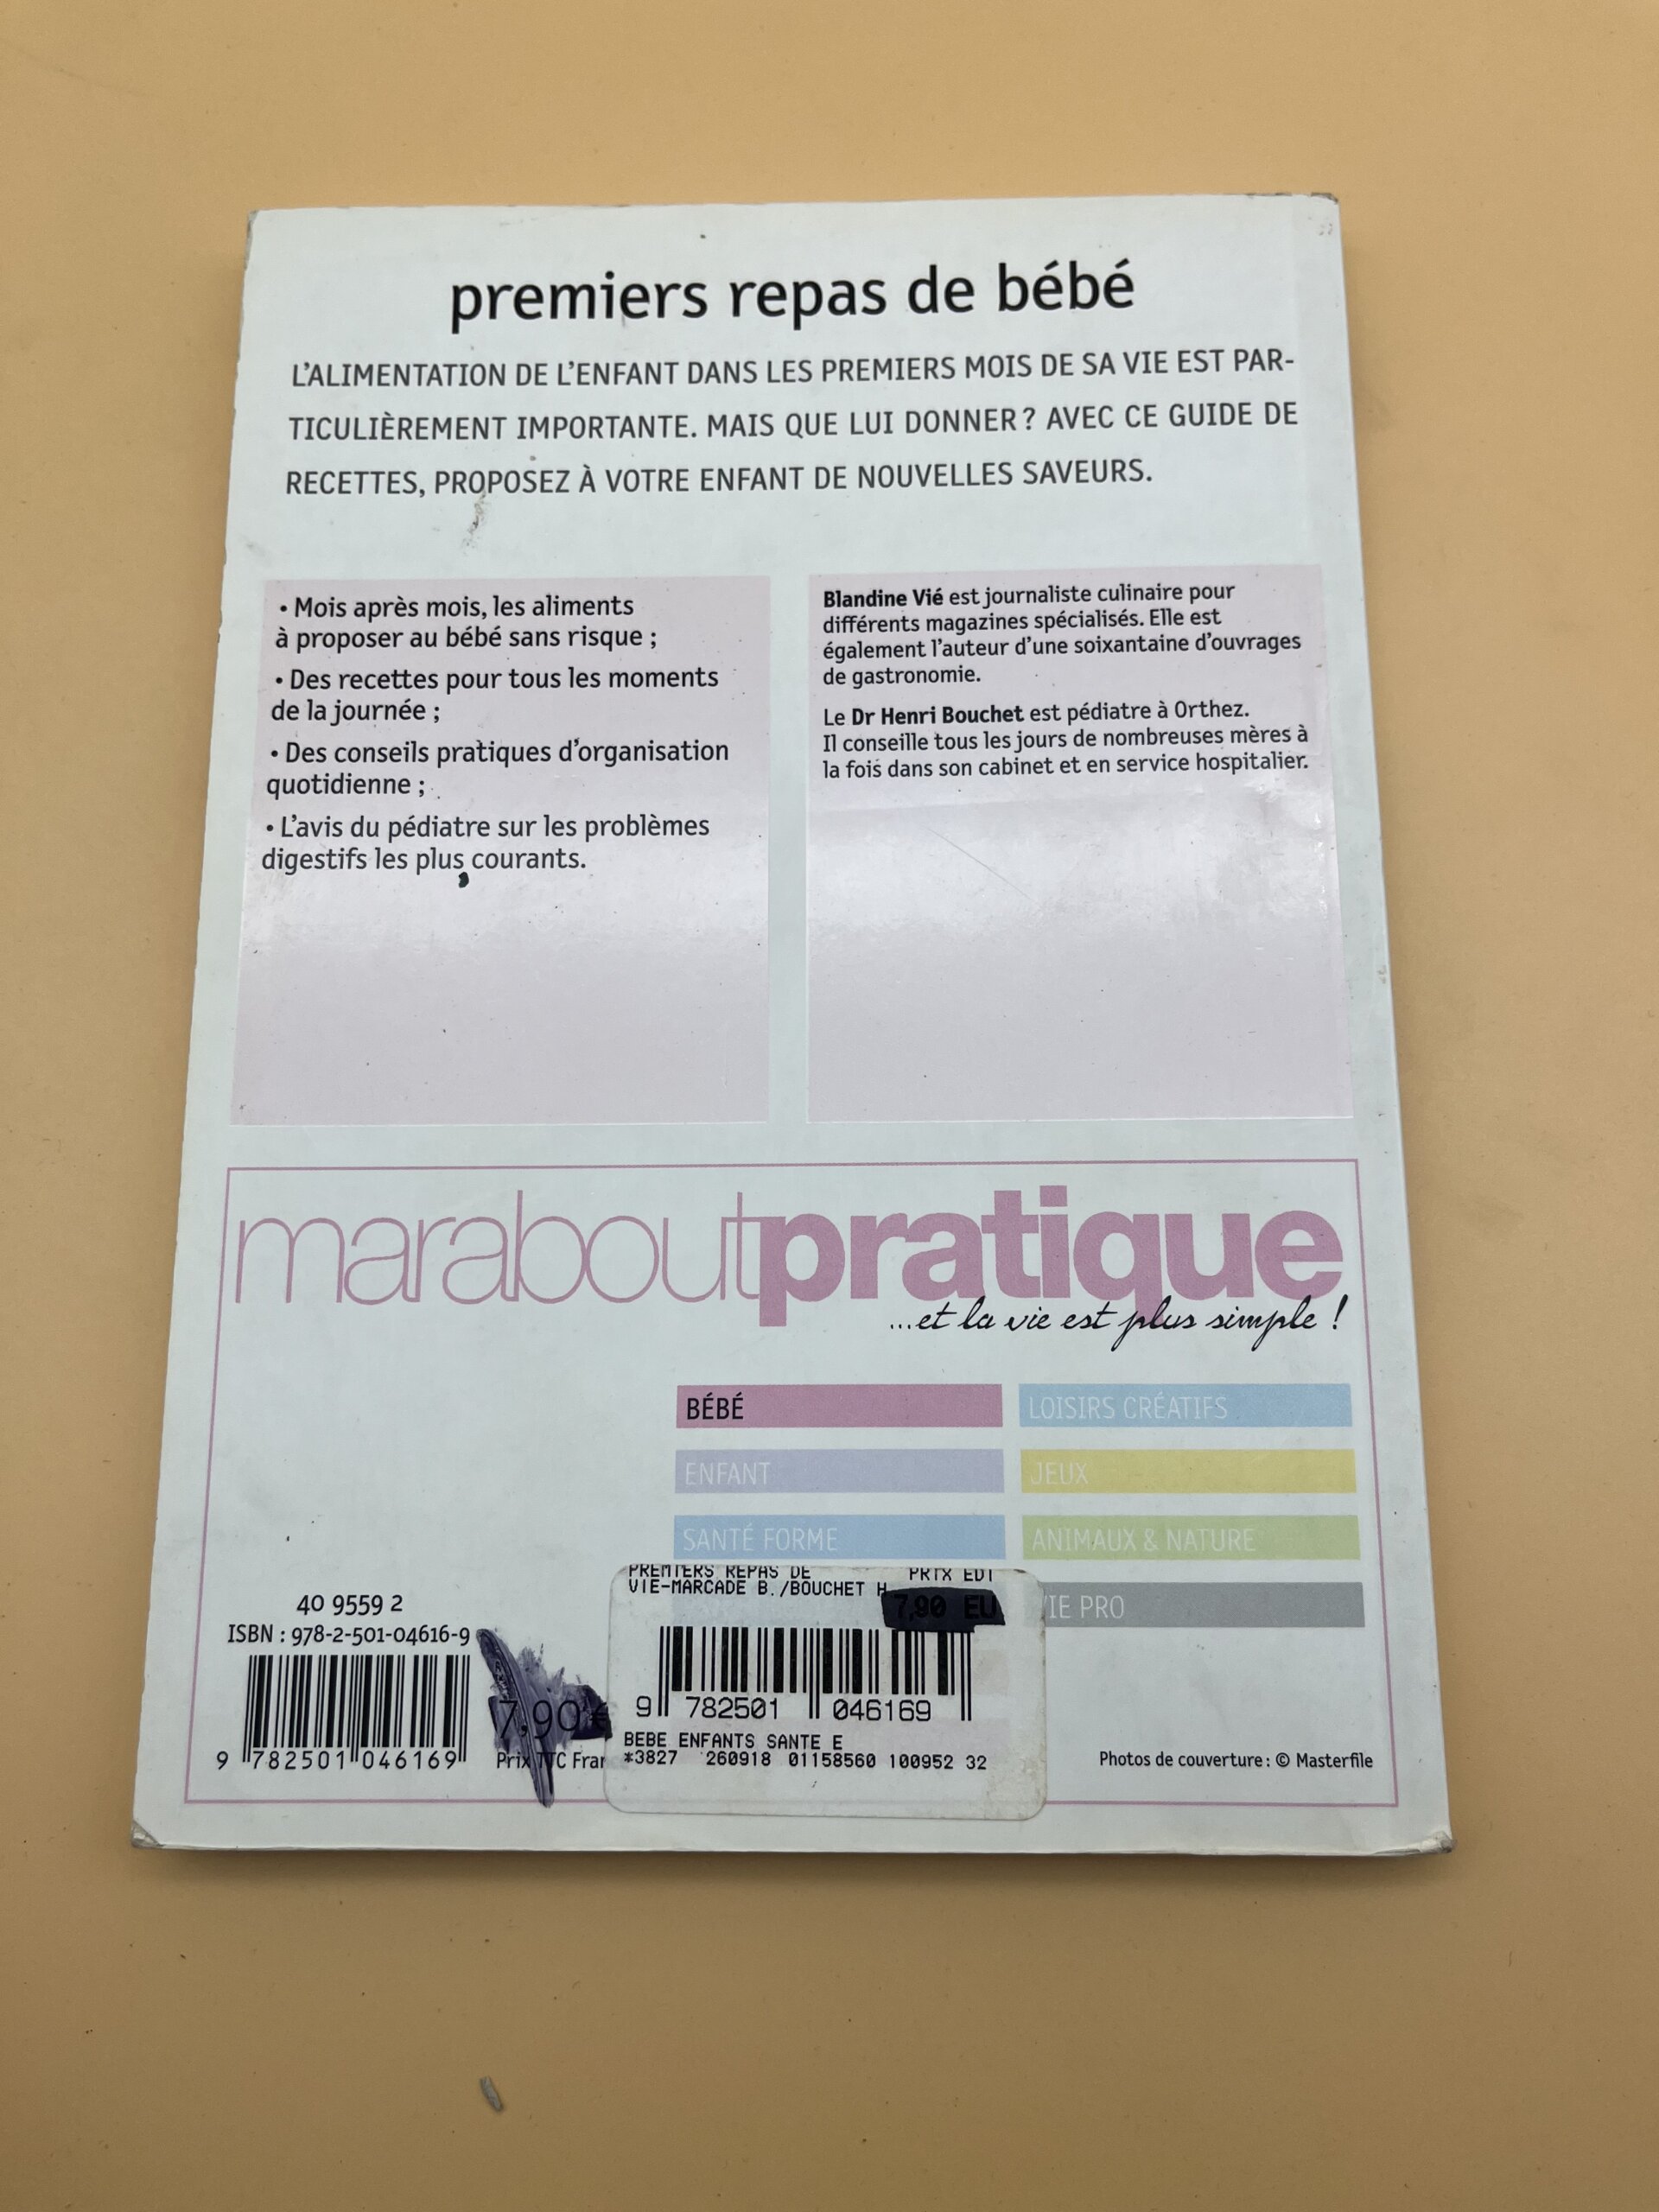 premiers repas de bébé
L'ALIMENTATION DE L'ENFANT DANS LES PREMIERS MOIS DE SA VIE EST PAR-
TICULIÈREMENT IMPORTANTE. MAIS QUE LUI DONNER ? AVEC CE GUIDE DE
RECETTES, PROPOSEZ À VOTRE ENFANT DE NOUVELLES SAVEURS.
• Mois après mois, les aliments
à proposer au bébé sans risque ;
• Des recettes pour tous les moments
de la journée ;
• Des conseils pratiques d'organisation
quotidienne ;
• L'avis du pédiatre sur les problèmes
digestifs les plus courants.
Blandine Vié est journaliste culinaire pour
différents magazines spécialisés. Elle est
également l'auteur d'une soixantaine d'ouvrages
de gastronomie.
Le Dr Henri Bouchet est pédiatre à Orthez.
Il conseille tous les jours de nombreuses mères à
la fois dans son cabinet et en service hospitalier.
maraboutpratique
...et la vie est plus simple !
BÉBÉ
LOISIRS CRÉATIFS
ENFANT
JEUX
SANTÉ FORME
ANIMAUX & NATURE
VIE PRO
40 9559 2
ISBN : 978-2-501-04616-9
9 782501 046169
7,90 €
Prix TTC Fran
PREMIERS REPAS DE PRIX EDI
VIE-MARCADE B./BOUCHET H
7,90 EU
9 782501 046169
BEBE ENFANTS SANTE E
*3827 260918 01158560 100952 32
Photos de couverture : © Masterfile